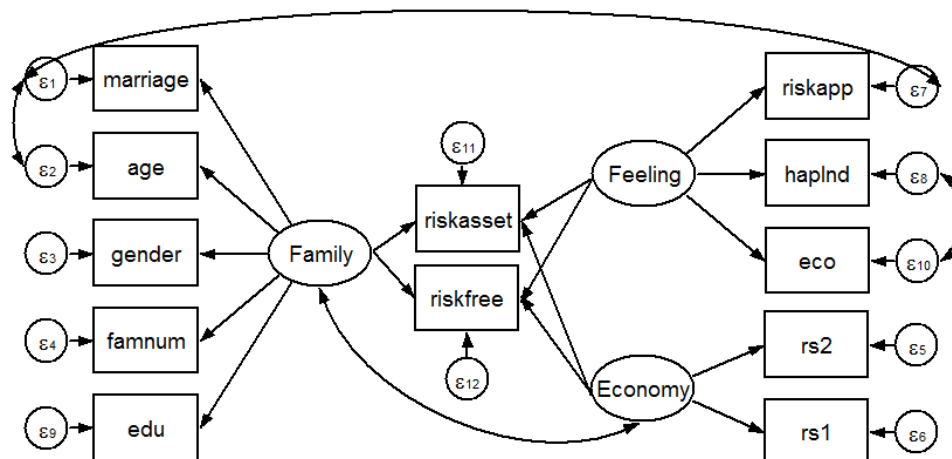 ε1
marriage
ε2
age
ε3
gender
ε4
famnum
ε9
edu
Family
ε11
riskasset
riskfree
ε12
Feeling
Economy
riskapp
ε7
haplnd
ε8
eco
ε10
rs2
ε5
rs1
ε6